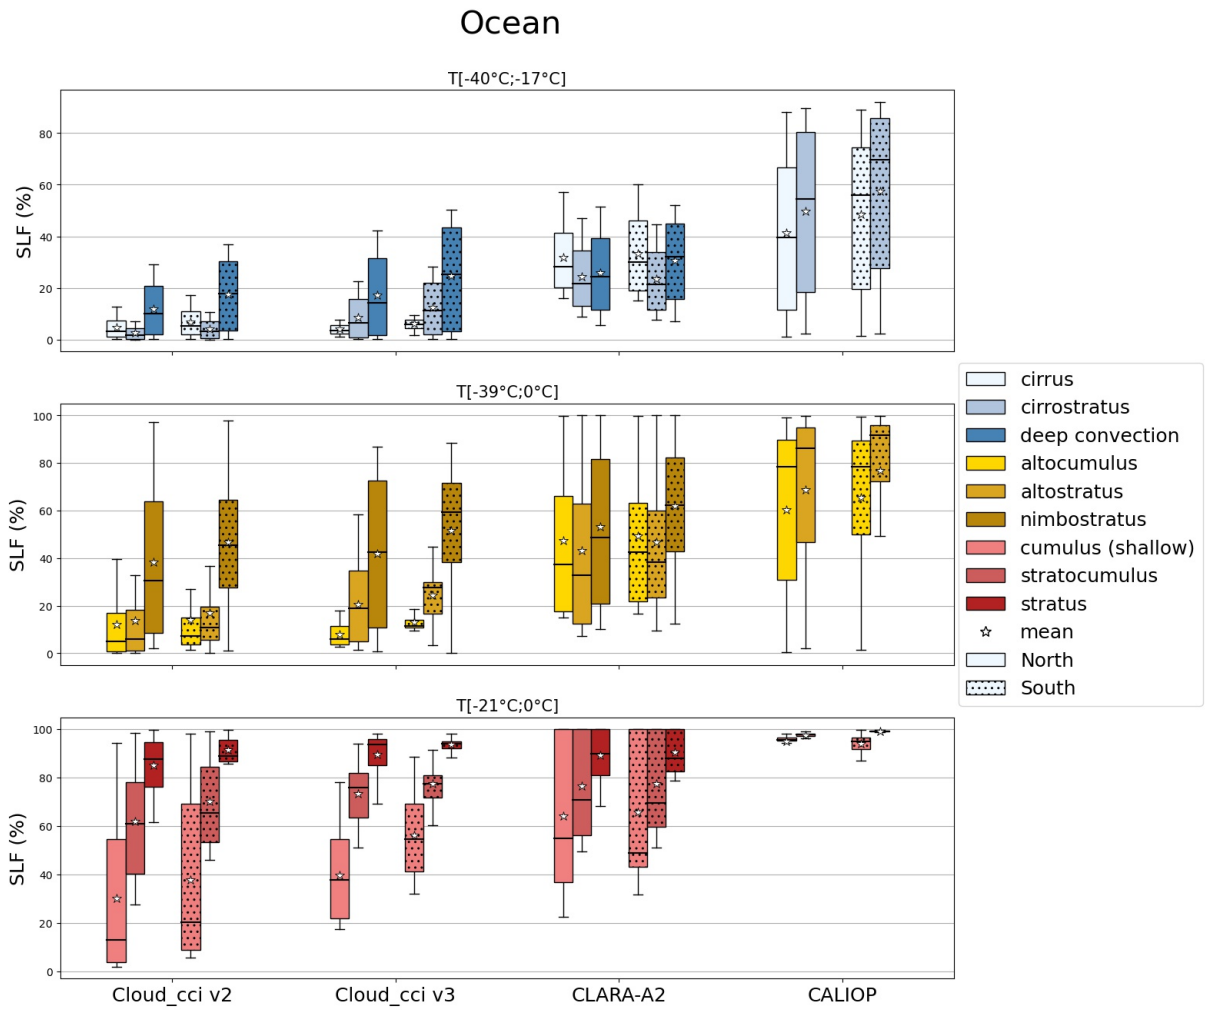 Ocean
T[-40°C;-17°C]
SLF (%)
80
60
40
20
0
T[-39°C;0°C]
SLF (%)
100
80
60
40
20
0
T[-21°C;0°C]
SLF (%)
100
80
60
40
20
0
Cloud_cci v2 Cloud_cci v3 CLARA-A2 CALIOP
cirrus
cirrostratus
deep convection
altocumulus
altostratus
nimbostratus
cumulus (shallow)
stratocumulus
stratus
mean
North
South